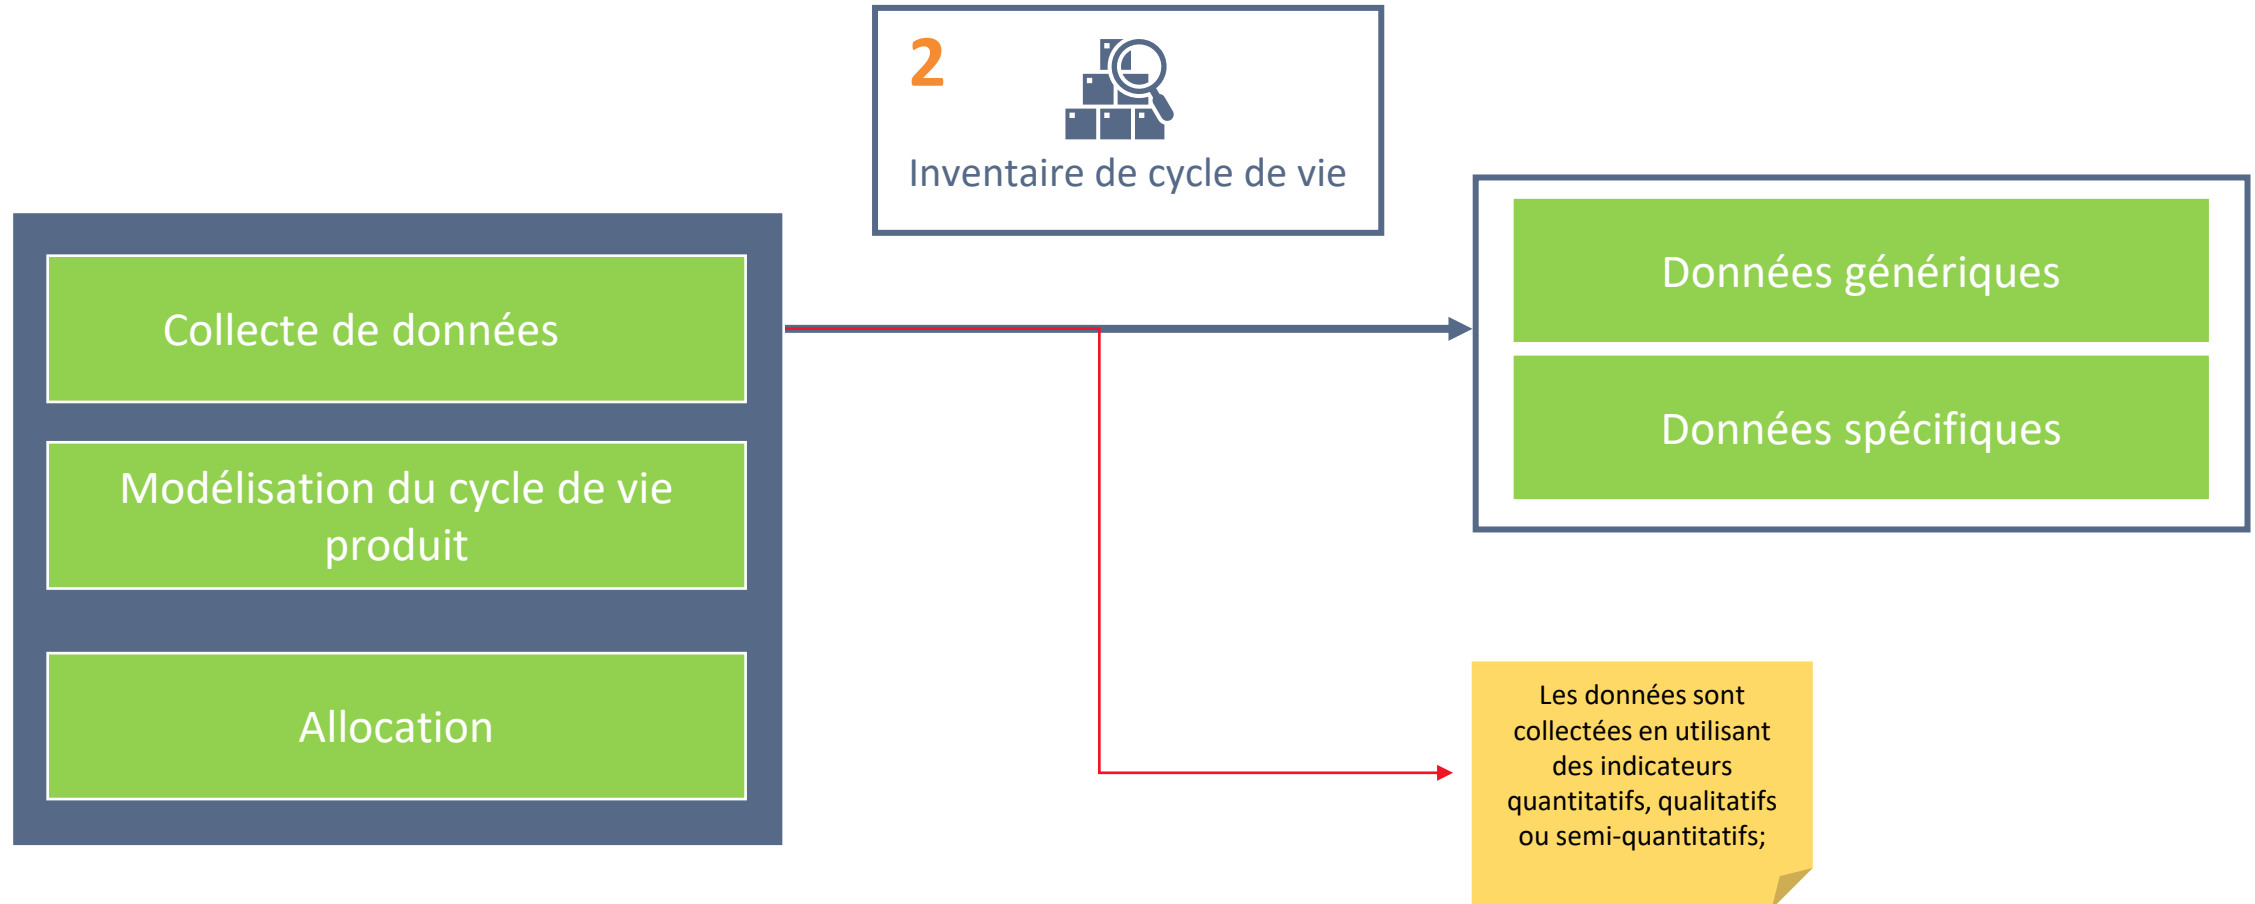 2
Inventaire de cycle de vie
Collecte de données
Modélisation du cycle de vie
produit
Allocation
Données génériques
Données spécifiques
Les données sont
collectées en utilisant
des indicateurs
quantitatifs, qualitatifs
ou semi-quantitatifs;